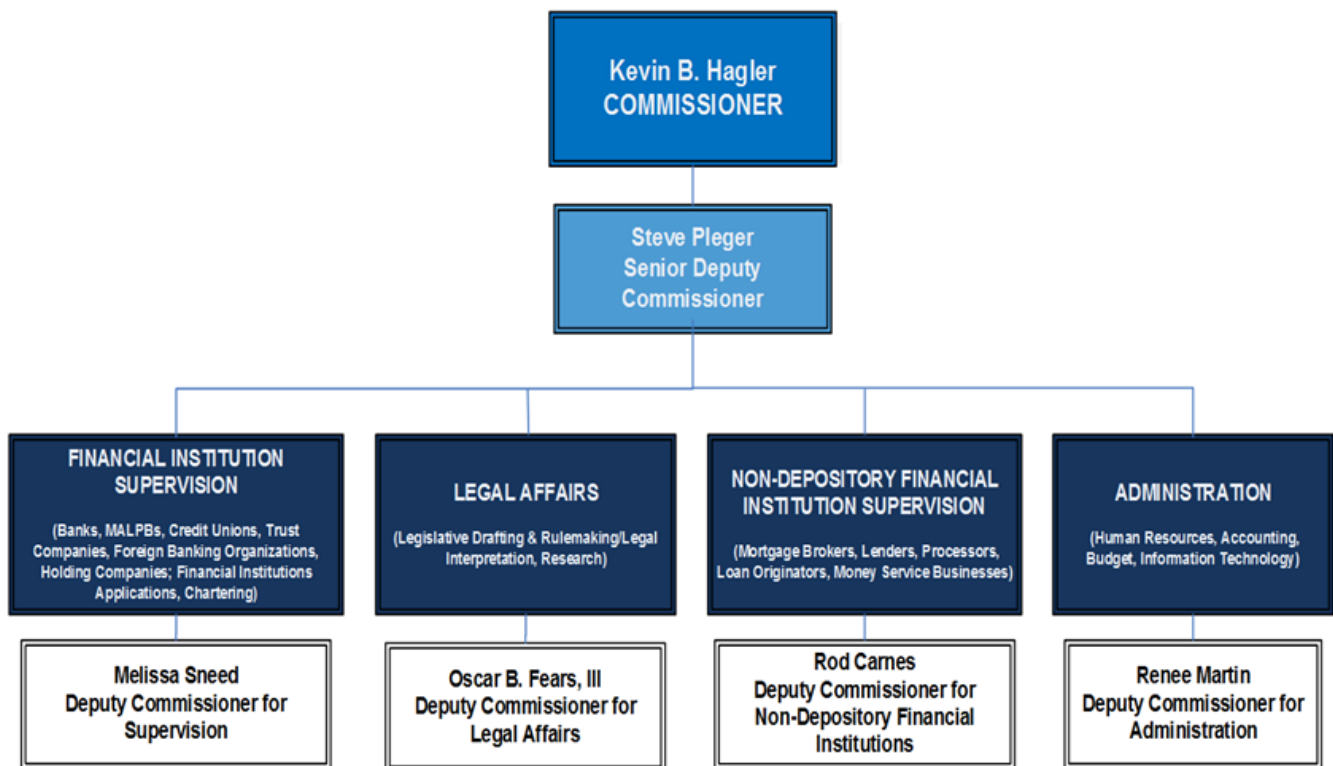 Kevin B. Hagler
COMMISSIONER
Steve Pleger
Senior Deputy
Commissioner
FINANCIAL INSTITUTION
SUPERVISION
(Banks, MALPBs, Credit Unions, Trust
Companies, Foreign Banking Organizations,
Holding Companies; Financial Institutions
Applications, Chartering)
LEGAL AFFAIRS
(Legislative Drafting & Rulemaking/Legal
Interpretation, Research)
NON-DEPOSITORY FINANCIAL
INSTITUTION SUPERVISION
(Mortgage Brokers, Lenders, Processors,
Loan Originators, Money Service Businesses)
ADMINISTRATION
(Human Resources, Accounting,
Budget, Information Technology)
Melissa Sneed
Deputy Commissioner for
Supervision
Oscar B. Fears, III
Deputy Commissioner for
Legal Affairs
Rod Carnes
Deputy Commissioner for
Non-Depository Financial
Institutions
Renee Martin
Deputy Commissioner for
Administration